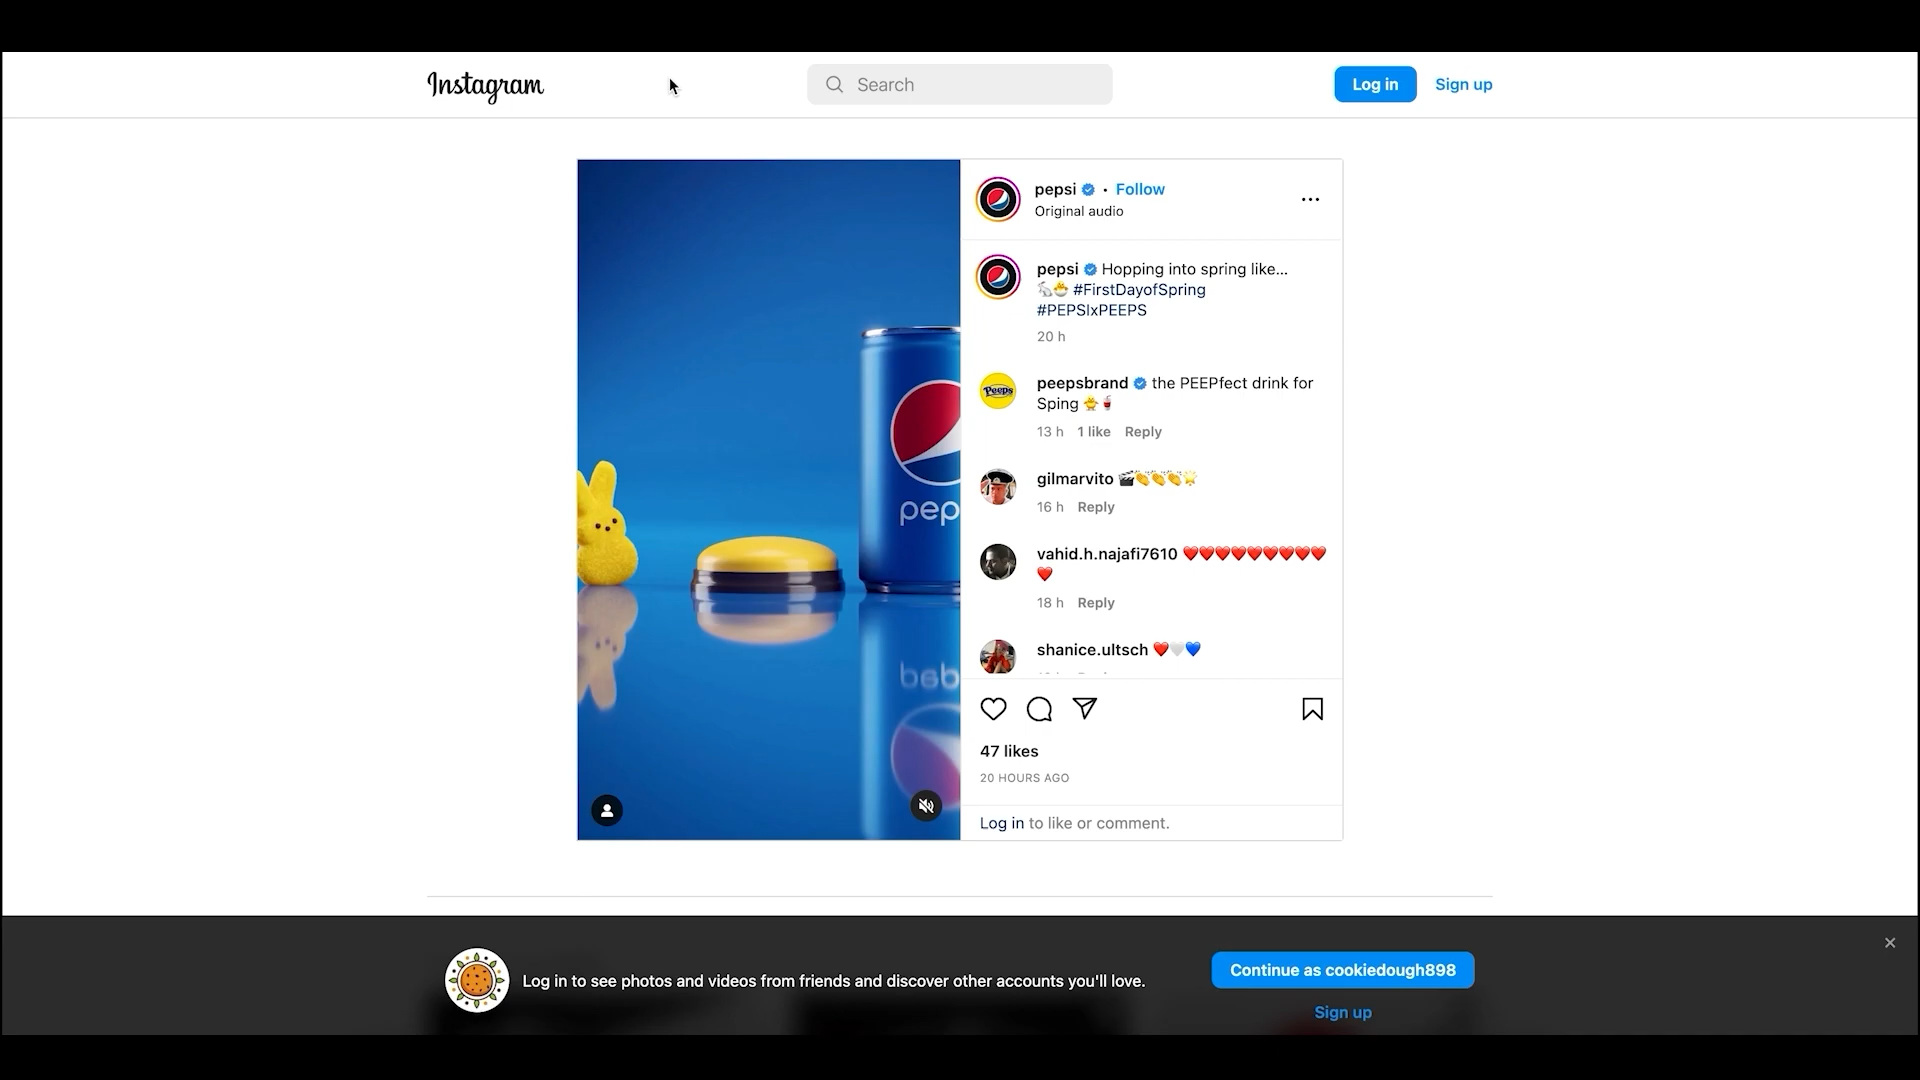 Instagram
Search
Log in
Sign up
pepsi • Follow
Original audio
pepsi Hopping into spring like...
🐇🐣 #FirstDayofSpring
#PEPSIxPEEPS
20 h
Peeps
peepsbrand the PEEPfect drink for
Sping 🐥🥤
13 h 1 like Reply
gilmarvito 🎬👏👏👏🌟
16 h Reply
vahid.h.najafi7610 ❤️❤️❤️❤️❤️❤️❤️❤️❤️
❤️
18 h Reply
shanice.ultsch ❤️🤍💙
pep
47 likes
20 HOURS AGO
Log in to like or comment.
Log in to see photos and videos from friends and discover other accounts you'll love.
Continue as cookiedough898
Sign up